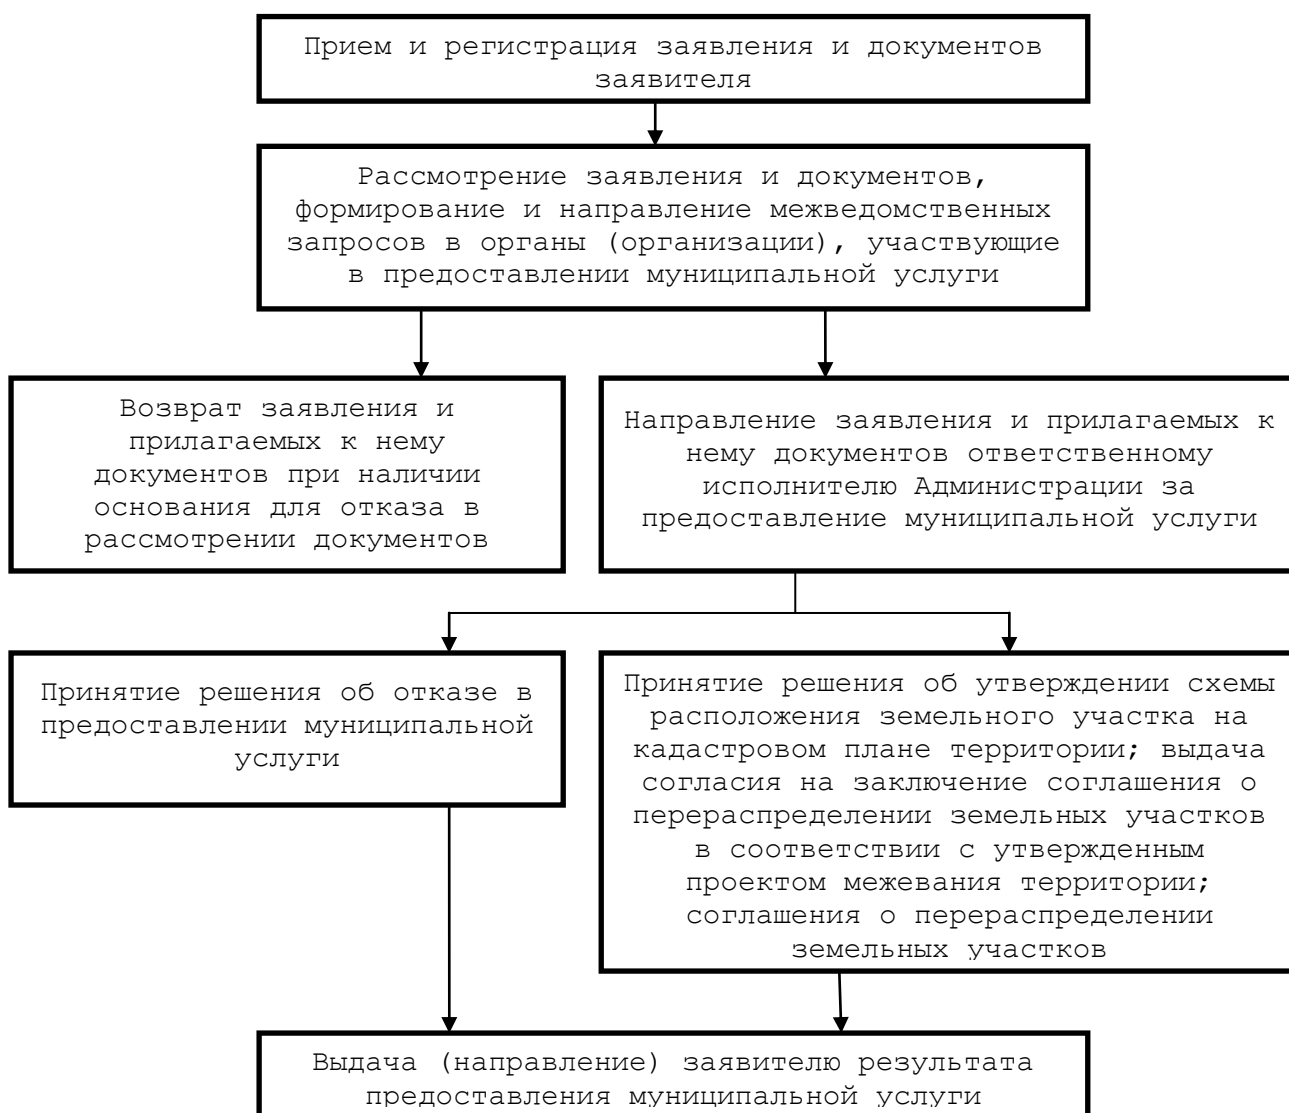 Прием и регистрация заявления и документов
заявителя
Рассмотрение заявления и документов,
формирование и направление межведомственных
запросов в органы (организации), участвующие
в предоставлении муниципальной услуги
Возврат заявления и
прилагаемых к нему
документов при наличии
основания для отказа в
рассмотрении документов
Направление заявления и прилагаемых к
нему документов ответственному
исполнителю Администрации за
предоставление муниципальной услуги
Принятие решения об отказе в
предоставлении муниципальной
услуги
Принятие решения об утверждении схемы
расположения земельного участка на
кадастровом плане территории; выдача
согласия на заключение соглашения о
перераспределении земельных участков
в соответствии с утвержденным
проектом межевания территории;
соглашения о перераспределении
земельных участков
Выдача (направление) заявителю результата
предоставления муниципальной услуги